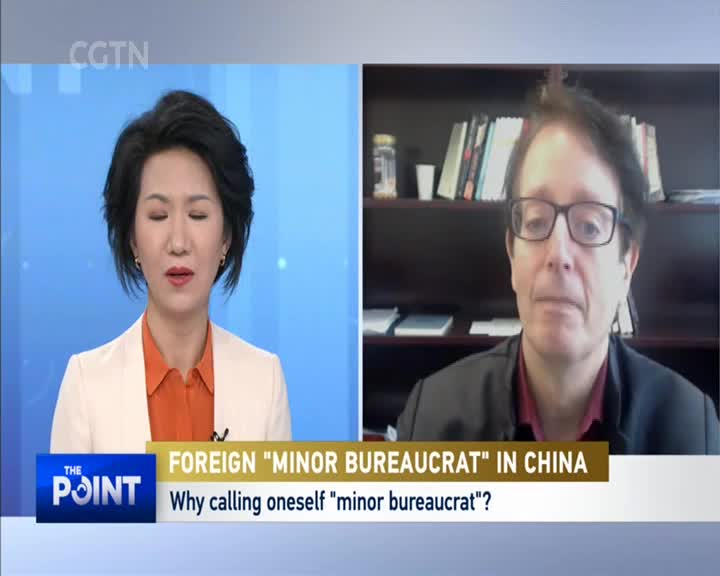 CGTN
FOREIGN "MINOR BUREAUCRAT" IN CHINA
THE
POINT
Why calling oneself "minor bureaucrat"?